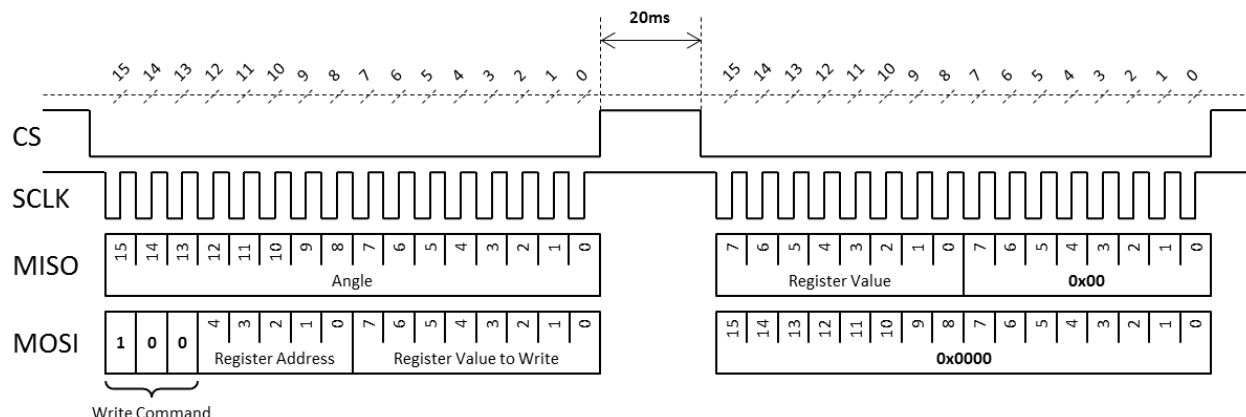 20ms
15 14 13 12 11 10 9 8 7 6 5 4 3 2 1 0 15 14 13 12 11 10 9 8 7 6 5 4 3 2 1 0
CS
SCLK
MISO
15 14 13 12 11 10 9 8 7 6 5 4 3 2 1 0 7 6 5 4 3 2 1 0 7 6 5 4 3 2 1 0
Angle Register Value 0x00
MOSI
1 0 0 4 3 2 1 0 7 6 5 4 3 2 1 0 15 14 13 12 11 10 9 8 7 6 5 4 3 2 1 0
Register Address Register Value to Write 0x0000
Write Command